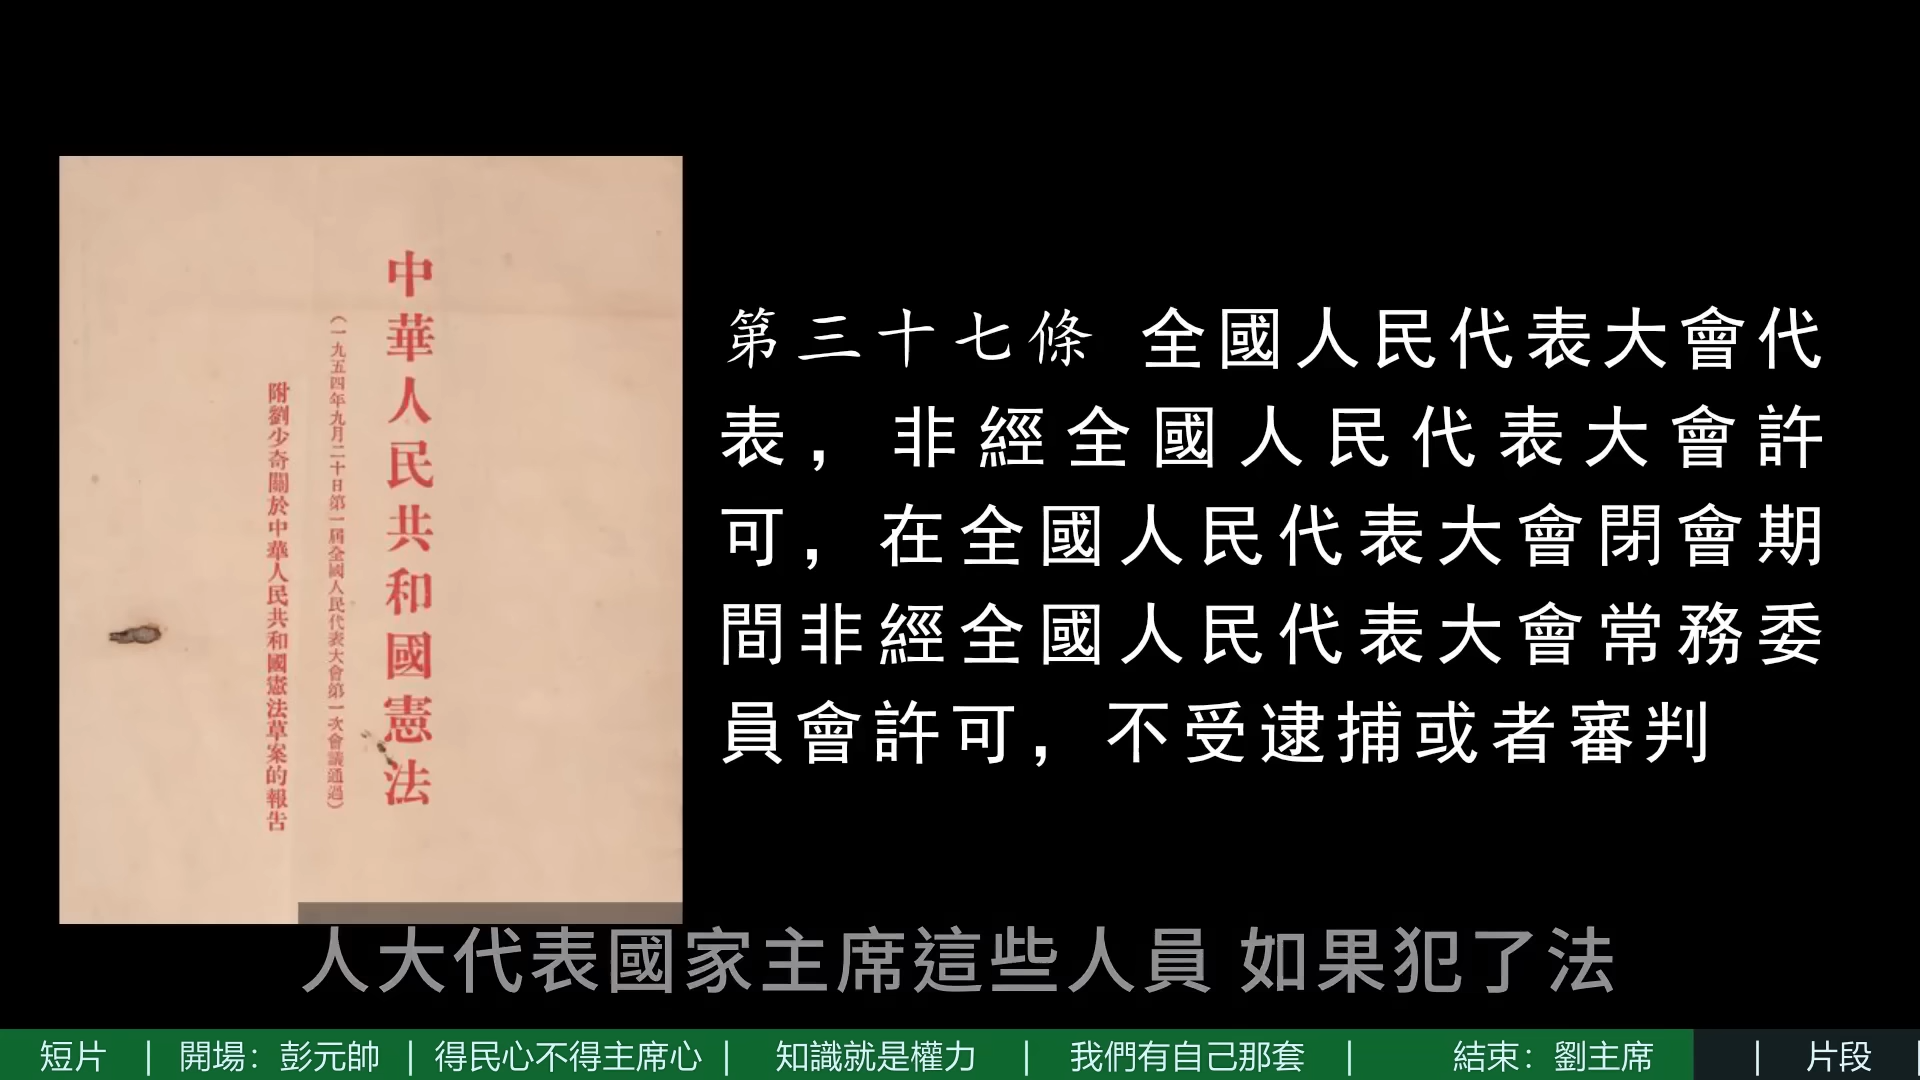 中華人民共和國憲法
（一九五四年九月二十日第一屆全國人民代表大會第一次會議通過）
附劉少奇關於中華人民共和國憲法草案的報告
第三十七條 全國人民代表大會代
表，非經全國人民代表大會許
可，在全國人民代表大會閉會期
間非經全國人民代表大會常務委
員會許可，不受逮捕或者審判
人大代表國家主席這些人員 如果犯了法
短片 | 開場：彭元帥 | 得民心不得主席心 | 知識就是權力 | 我們有自己那套 | 結束：劉主席 | 片段 |